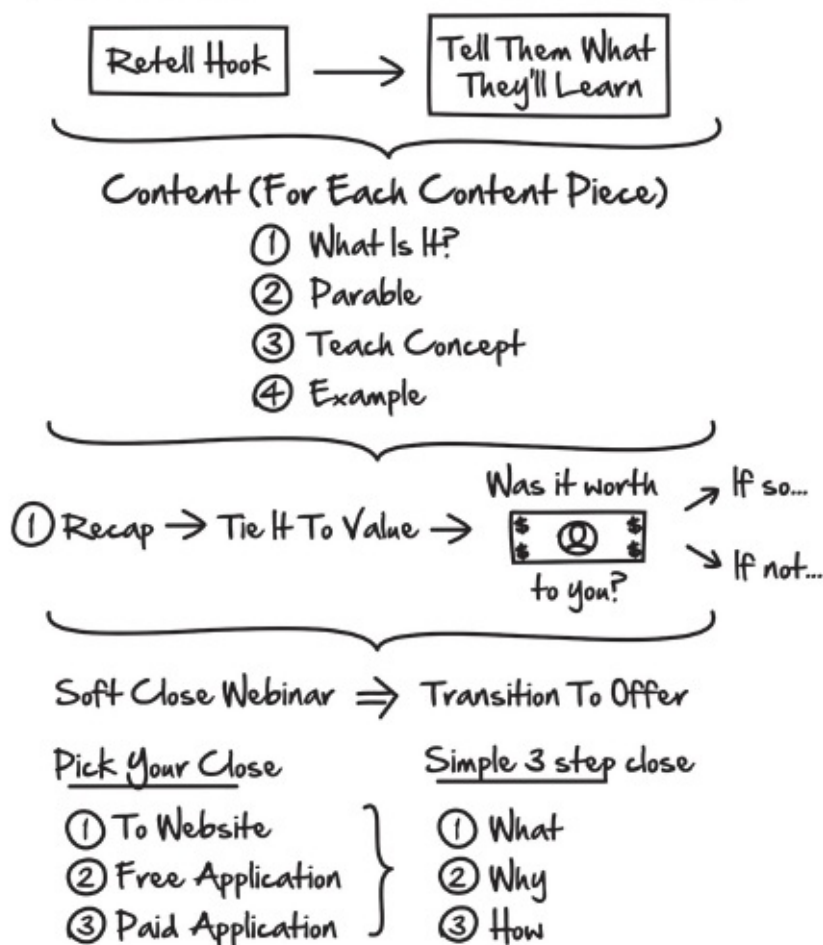 Retell Hook
Tell Them What
They'll Learn
Content (For Each Content Piece)
① What Is It?
② Parable
③ Teach Concept
④ Example
① Recap → Tie It To Value →
Was it worth
$ $
$ $
to you?
If so...
If not...
Soft Close Webinar ⇒ Transition To Offer
Pick Your Close
① To Website
② Free Application
③ Paid Application
Simple 3 step close
① What
② Why
③ How